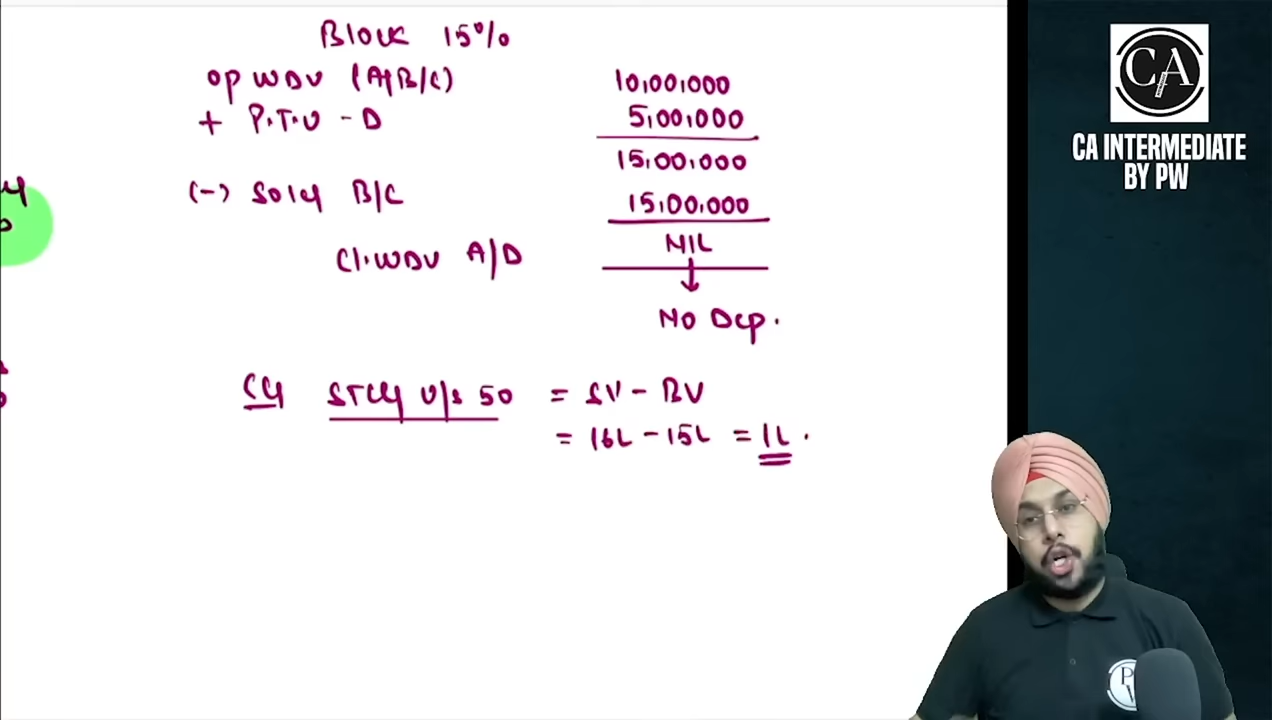 Block 15%
Op WDV (A/B/C) 10,00,000
+ P.T.U - D 5,00,000
15,00,000
(-) Sold B/C 15,00,000
Cl. WDV A/D NIL
No Dep.
CG STCG U/s 50 = SV - BV
= 16L - 15L = 1L.
CA
CA INTERMEDIATE
BY PW